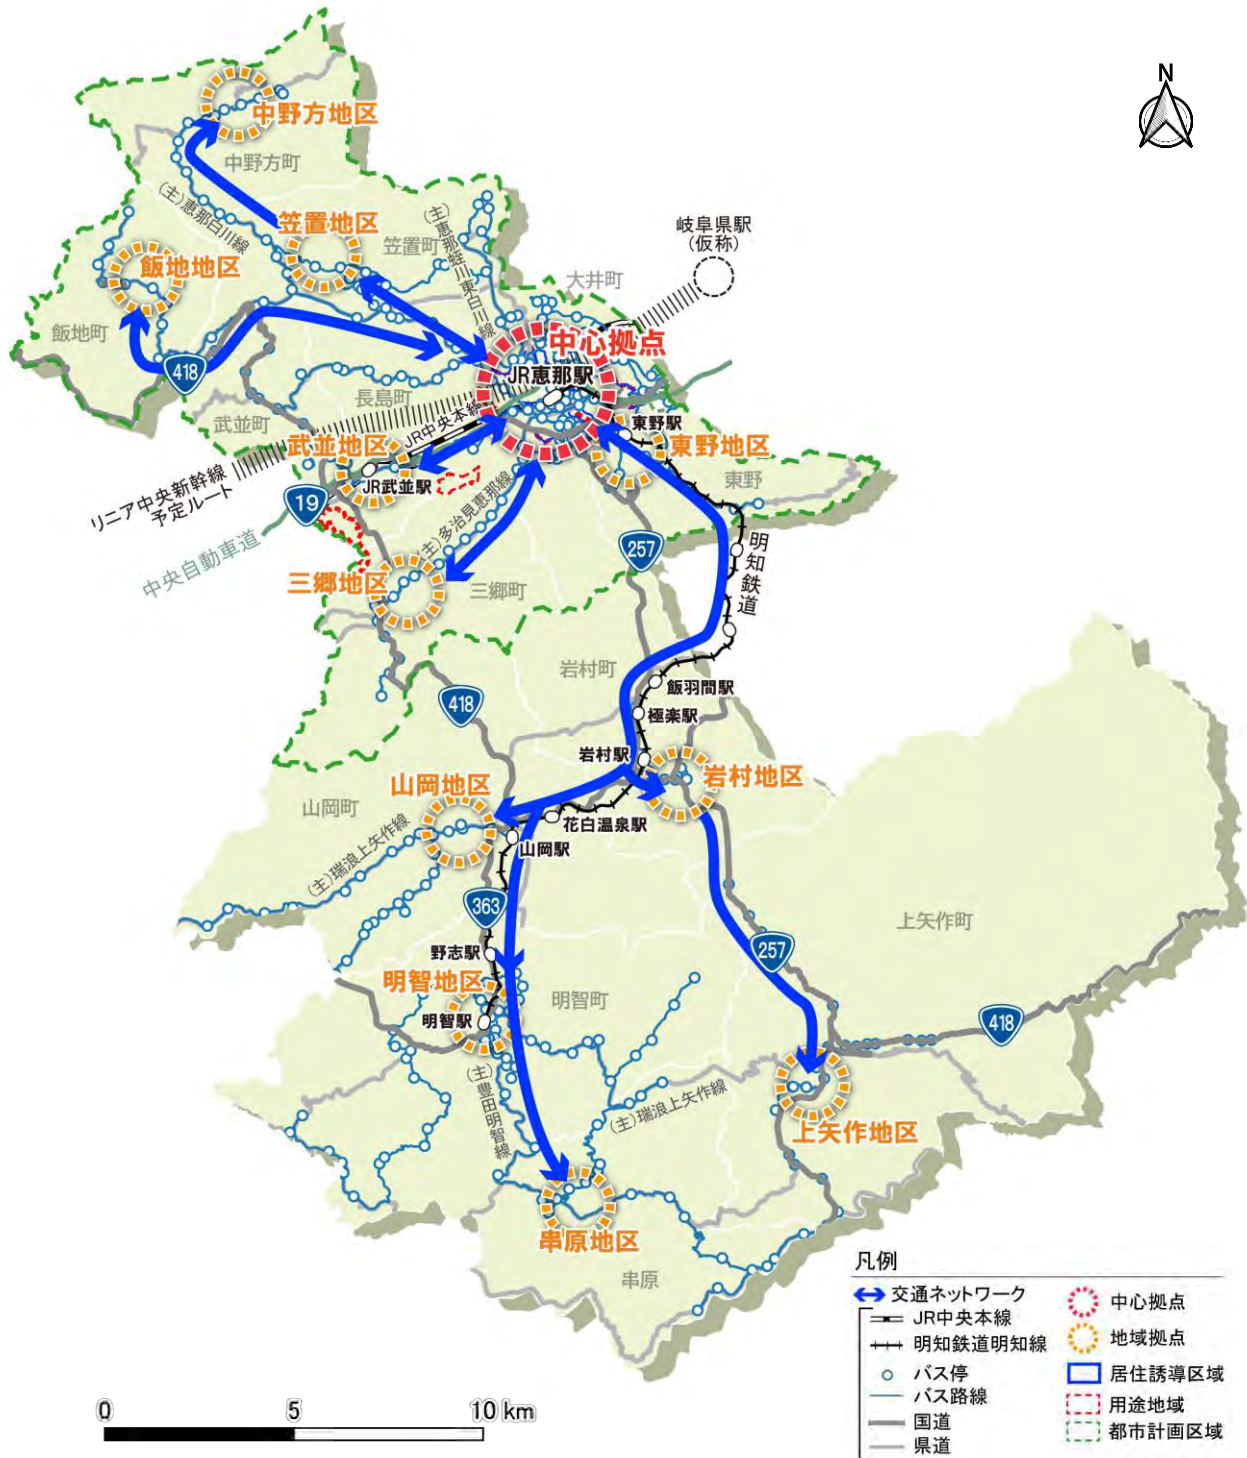 N
中野方地区
中野方町
(主)恵那白川線
笠置地区
笠置町
(主)恵那蛭川東白川線
岐阜県駅
(仮称)
大井町
飯地地区
飯地町
418
中心拠点
JR恵那駅
長島町
武並町
JR中央本線
武並地区
JR武並駅
東野駅
東野地区
東野
リニア中央新幹線
予定ルート
19
中央自動車道
(主)多治見恵那線
257
明知鉄道
三郷地区
三郷町
岩村町
飯羽間駅
418
極楽駅
岩村駅
岩村地区
山岡地区
山岡町
花白温泉駅
山岡駅
(主)瑞浪上矢作線
363
上矢作町
257
野志駅
明智地区
明智町
明智駅
418
(主)豊田明智線
(主)瑞浪上矢作線
上矢作地区
串原地区
串原
凡例
交通ネットワーク
JR中央本線
明知鉄道明知線
バス停
バス路線
国道
県道
中心拠点
地域拠点
居住誘導区域
用途地域
都市計画区域
0 5 10 km